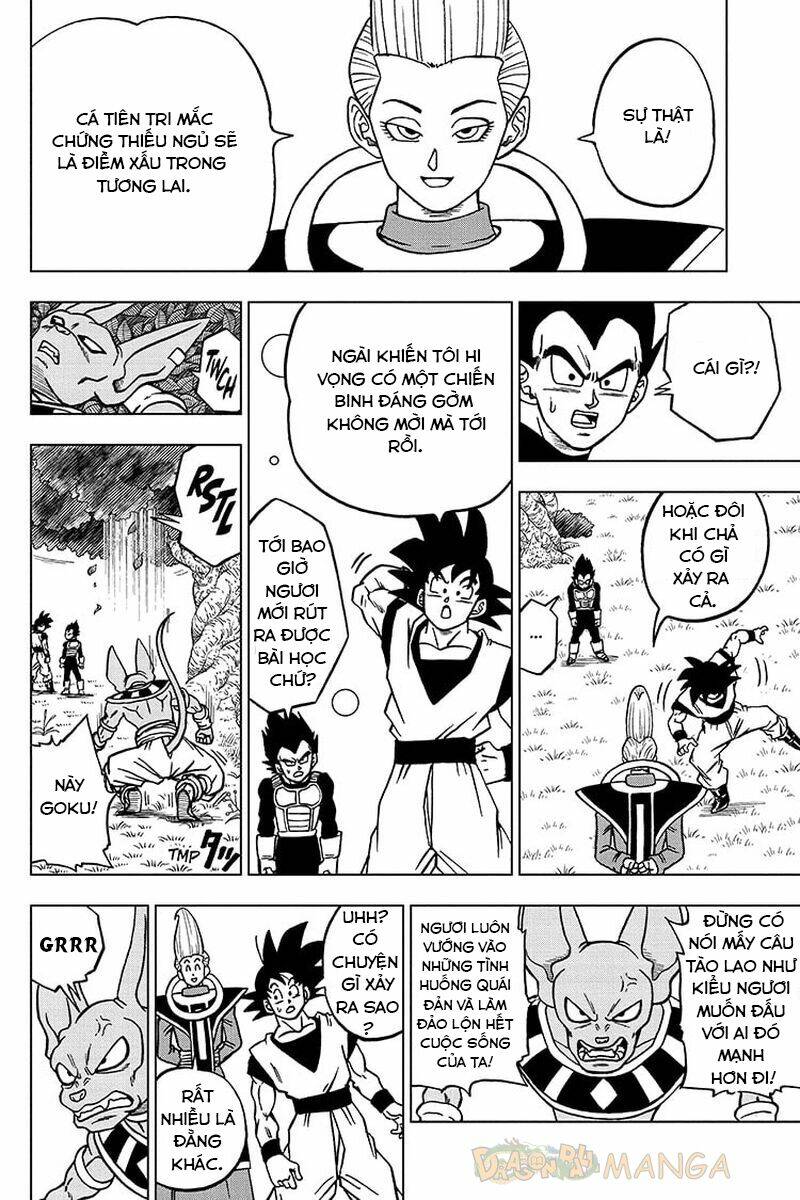 SỰ THẬT
LÀ!
CÁ TIÊN TRI MẮC
CHỨNG THIẾU NGỦ SẼ
LÀ ĐIỀM XẤU TRONG
TƯƠNG LAI.
CÁI GÌ?!
HOẶC ĐÔI
KHI CHẢ
CÓ GÌ
XẢY RA
CẢ.
...
NGÀI KHIẾN TÔI HI
VỌNG CÓ MỘT CHIẾN
BINH ĐÁNG GỜM
KHÔNG MỜI MÀ TỚI
RỒI.
TỚI BAO
GIỜ
NGƯƠI
MỚI RÚT
RA ĐƯỢC
BÀI HỌC
CHỨ?
TWCH
RSTL
NÀY
GOKU!
TMP
ダッ
ĐỪNG CÓ
NÓI MẤY CÂU
TÀO LAO NHƯ
KIỂU NGƯƠI
MUỐN ĐẤU
VỚI AI ĐÓ
MẠNH
HƠN ĐI!
NGƯƠI LUÔN
VƯỚNG VÀO
NHỮNG TÌNH
HUỐNG QUÁI
ĐẢN VÀ LÀM
ĐẢO LỘN HẾT
CUỘC SỐNG
CỦA TA!
UHH?
CÓ
CHUYỆN
GÌ XẢY
RA SAO
?
RẤT
NHIỀU LÀ
ĐẰNG
KHÁC.
GRRR
DRAGON BALL MANGA